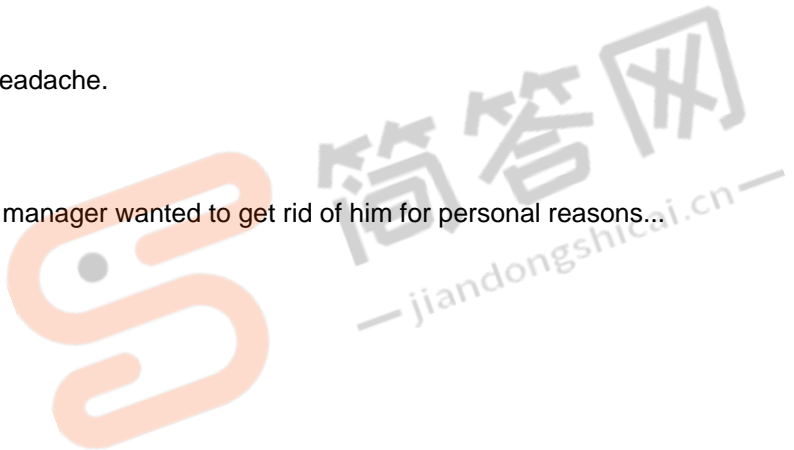 eadache.
manager wanted to get rid of him for personal reasons...
简答网
— jiandongshicai.cn —